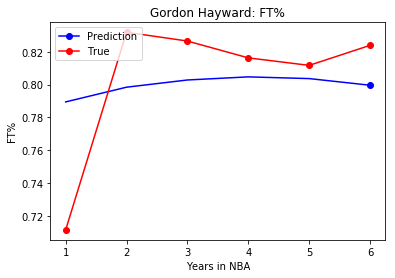 Gordon Hayward: FT%
Prediction
True
0.82
0.80
0.78
0.76
0.74
0.72
FT%
1 2 3 4 5 6
Years in NBA